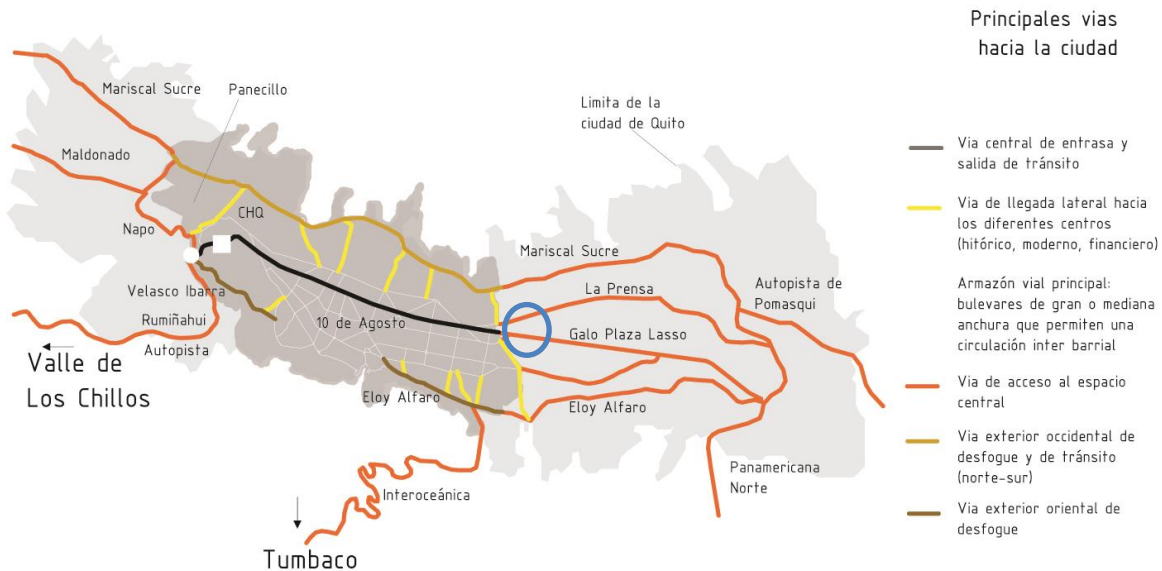 Principales vias
hacia la ciudad
Mariscal Sucre
Panecillo
Limita de la
ciudad de Quito
Maldonado
Napo
CHQ
Mariscal Sucre
La Prensa
Autopista de
Pomasqui
Velasco Ibarra
Rumiñahui
10 de Agosto
Galo Plaza Lasso
Autopista
Valle de
Los Chillos
Eloy Alfaro
Eloy Alfaro
Interoceánica
Panamericana
Norte
Tumbaco
Via central de entrasa y
salida de tránsito
Via de llegada lateral hacia
los diferentes centros
(hitórico, moderno, financiero)
Armazón vial principal:
bulevares de gran o mediana
anchura que permiten una
circulación inter barrial
Via de acceso al espacio
central
Via exterior occidental de
desfogue y de tránsito
(norte-sur)
Via exterior oriental de
desfogue